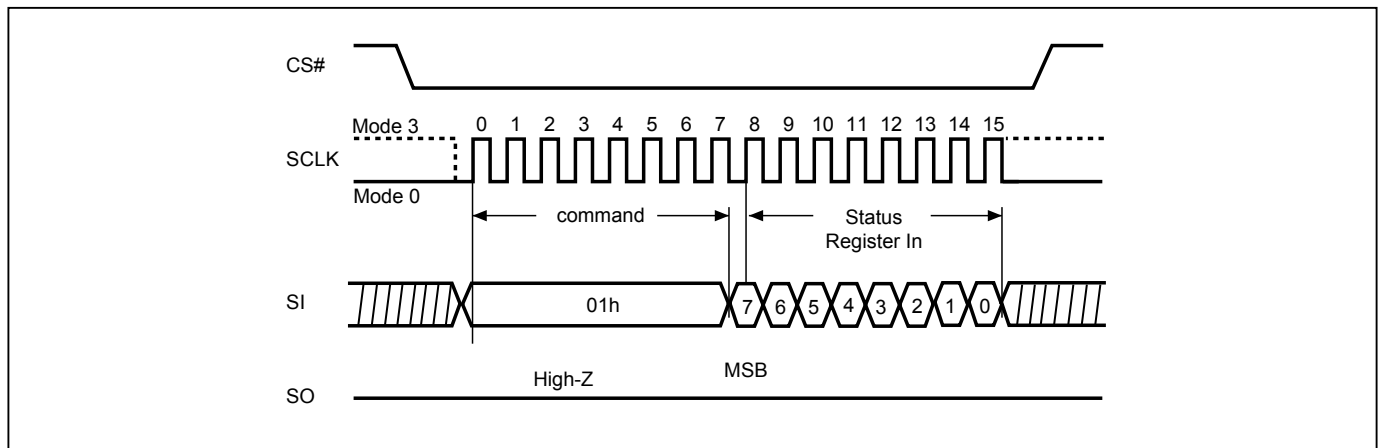 CS#
Mode 3
0 1 2 3 4 5 6 7 8 9 10 11 12 13 14 15
SCLK
Mode 0
command
Status
Register In
SI
01h
7 6 5 4 3 2 1 0
MSB
High-Z
SO